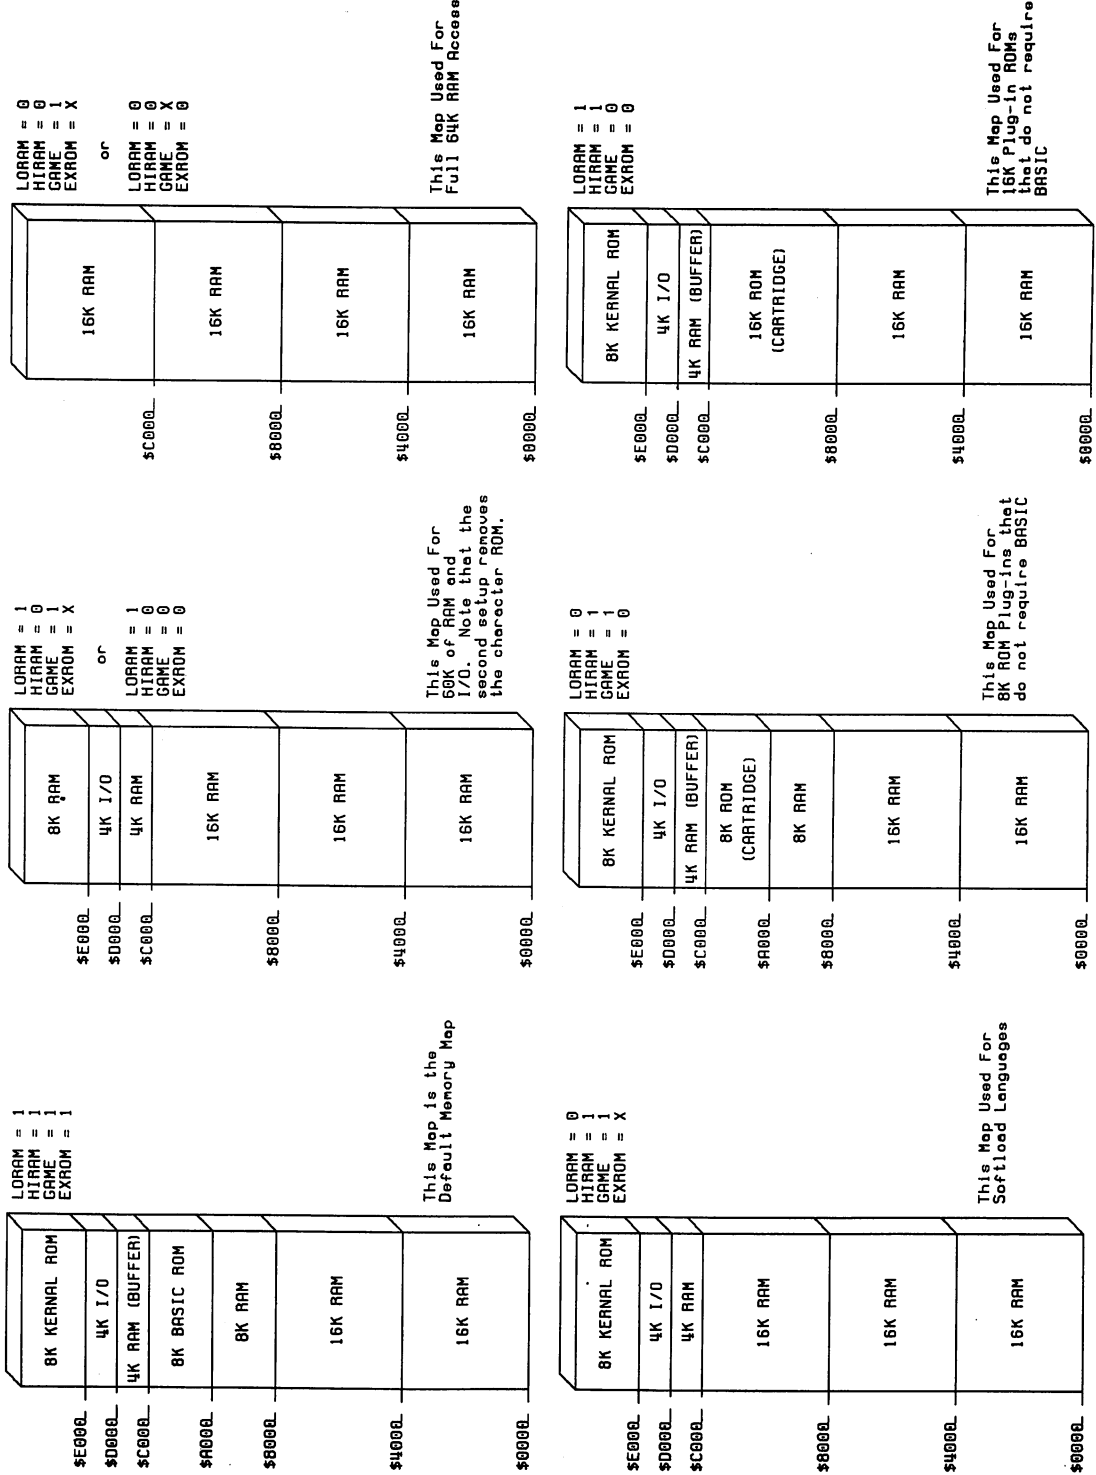 8K KERNAL ROM
$E000
4K I/O
$D000
4K RAM (BUFFER)
$C000
8K BASIC ROM
$A000
8K RAM
$8000
16K RAM
$4000
16K RAM
$0000
LORAM = 1
HIRAM = 1
GAME = 1
EXROM = 1
This Map is the
Default Memory Map
8K RAM
$E000
4K I/O
$D000
4K RAM
$C000
16K RAM
$8000
16K RAM
$4000
16K RAM
$0000
LORAM = 1
HIRAM = 0
GAME = 1
EXROM = X
or
LORAM = 1
HIRAM = 0
GAME = 0
EXROM = 0
This Map Used For
60K of RAM and
I/O. Note that the
second setup removes
the character ROM.
16K RAM
$C000
16K RAM
$8000
16K RAM
$4000
16K RAM
$0000
LORAM = 0
HIRAM = 0
GAME = 1
EXROM = X
or
LORAM = 0
HIRAM = 0
GAME = X
EXROM = 0
This Map Used For
Full 64K RAM Access
8K KERNAL ROM
$E000
4K I/O
$D000
4K RAM
$C000
16K RAM
$8000
16K RAM
$4000
16K RAM
$0000
LORAM = 0
HIRAM = 1
GAME = 1
EXROM = X
This Map Used For
Softload Languages
8K KERNAL ROM
$E000
4K I/O
$D000
4K RAM (BUFFER)
$C000
8K ROM
(CARTRIDGE)
$A000
8K RAM
$8000
16K RAM
$4000
16K RAM
$0000
LORAM = 0
HIRAM = 1
GAME = 1
EXROM = 0
This Map Used For
8K ROM Plug-ins that
do not require BASIC
8K KERNAL ROM
$E000
4K I/O
$D000
4K RAM (BUFFER)
$C000
16K ROM
(CARTRIDGE)
$8000
16K RAM
$4000
16K RAM
$0000
LORAM = 1
HIRAM = 1
GAME = 0
EXROM = 0
This Map Used For
16K Plug-in ROMs
that do not require
BASIC